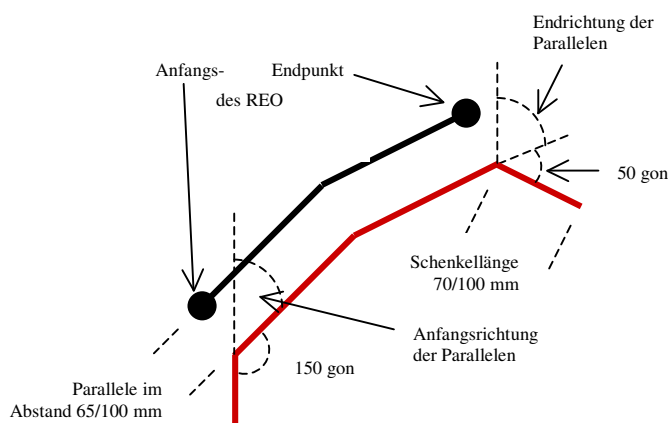 Endrichtung der
Parallelen
Anfangs-
Endpunkt
des REO
50 gon
Schenkellänge
70/100 mm
Anfangsrichtung
der Parallelen
150 gon
Parallele im
Abstand 65/100 mm